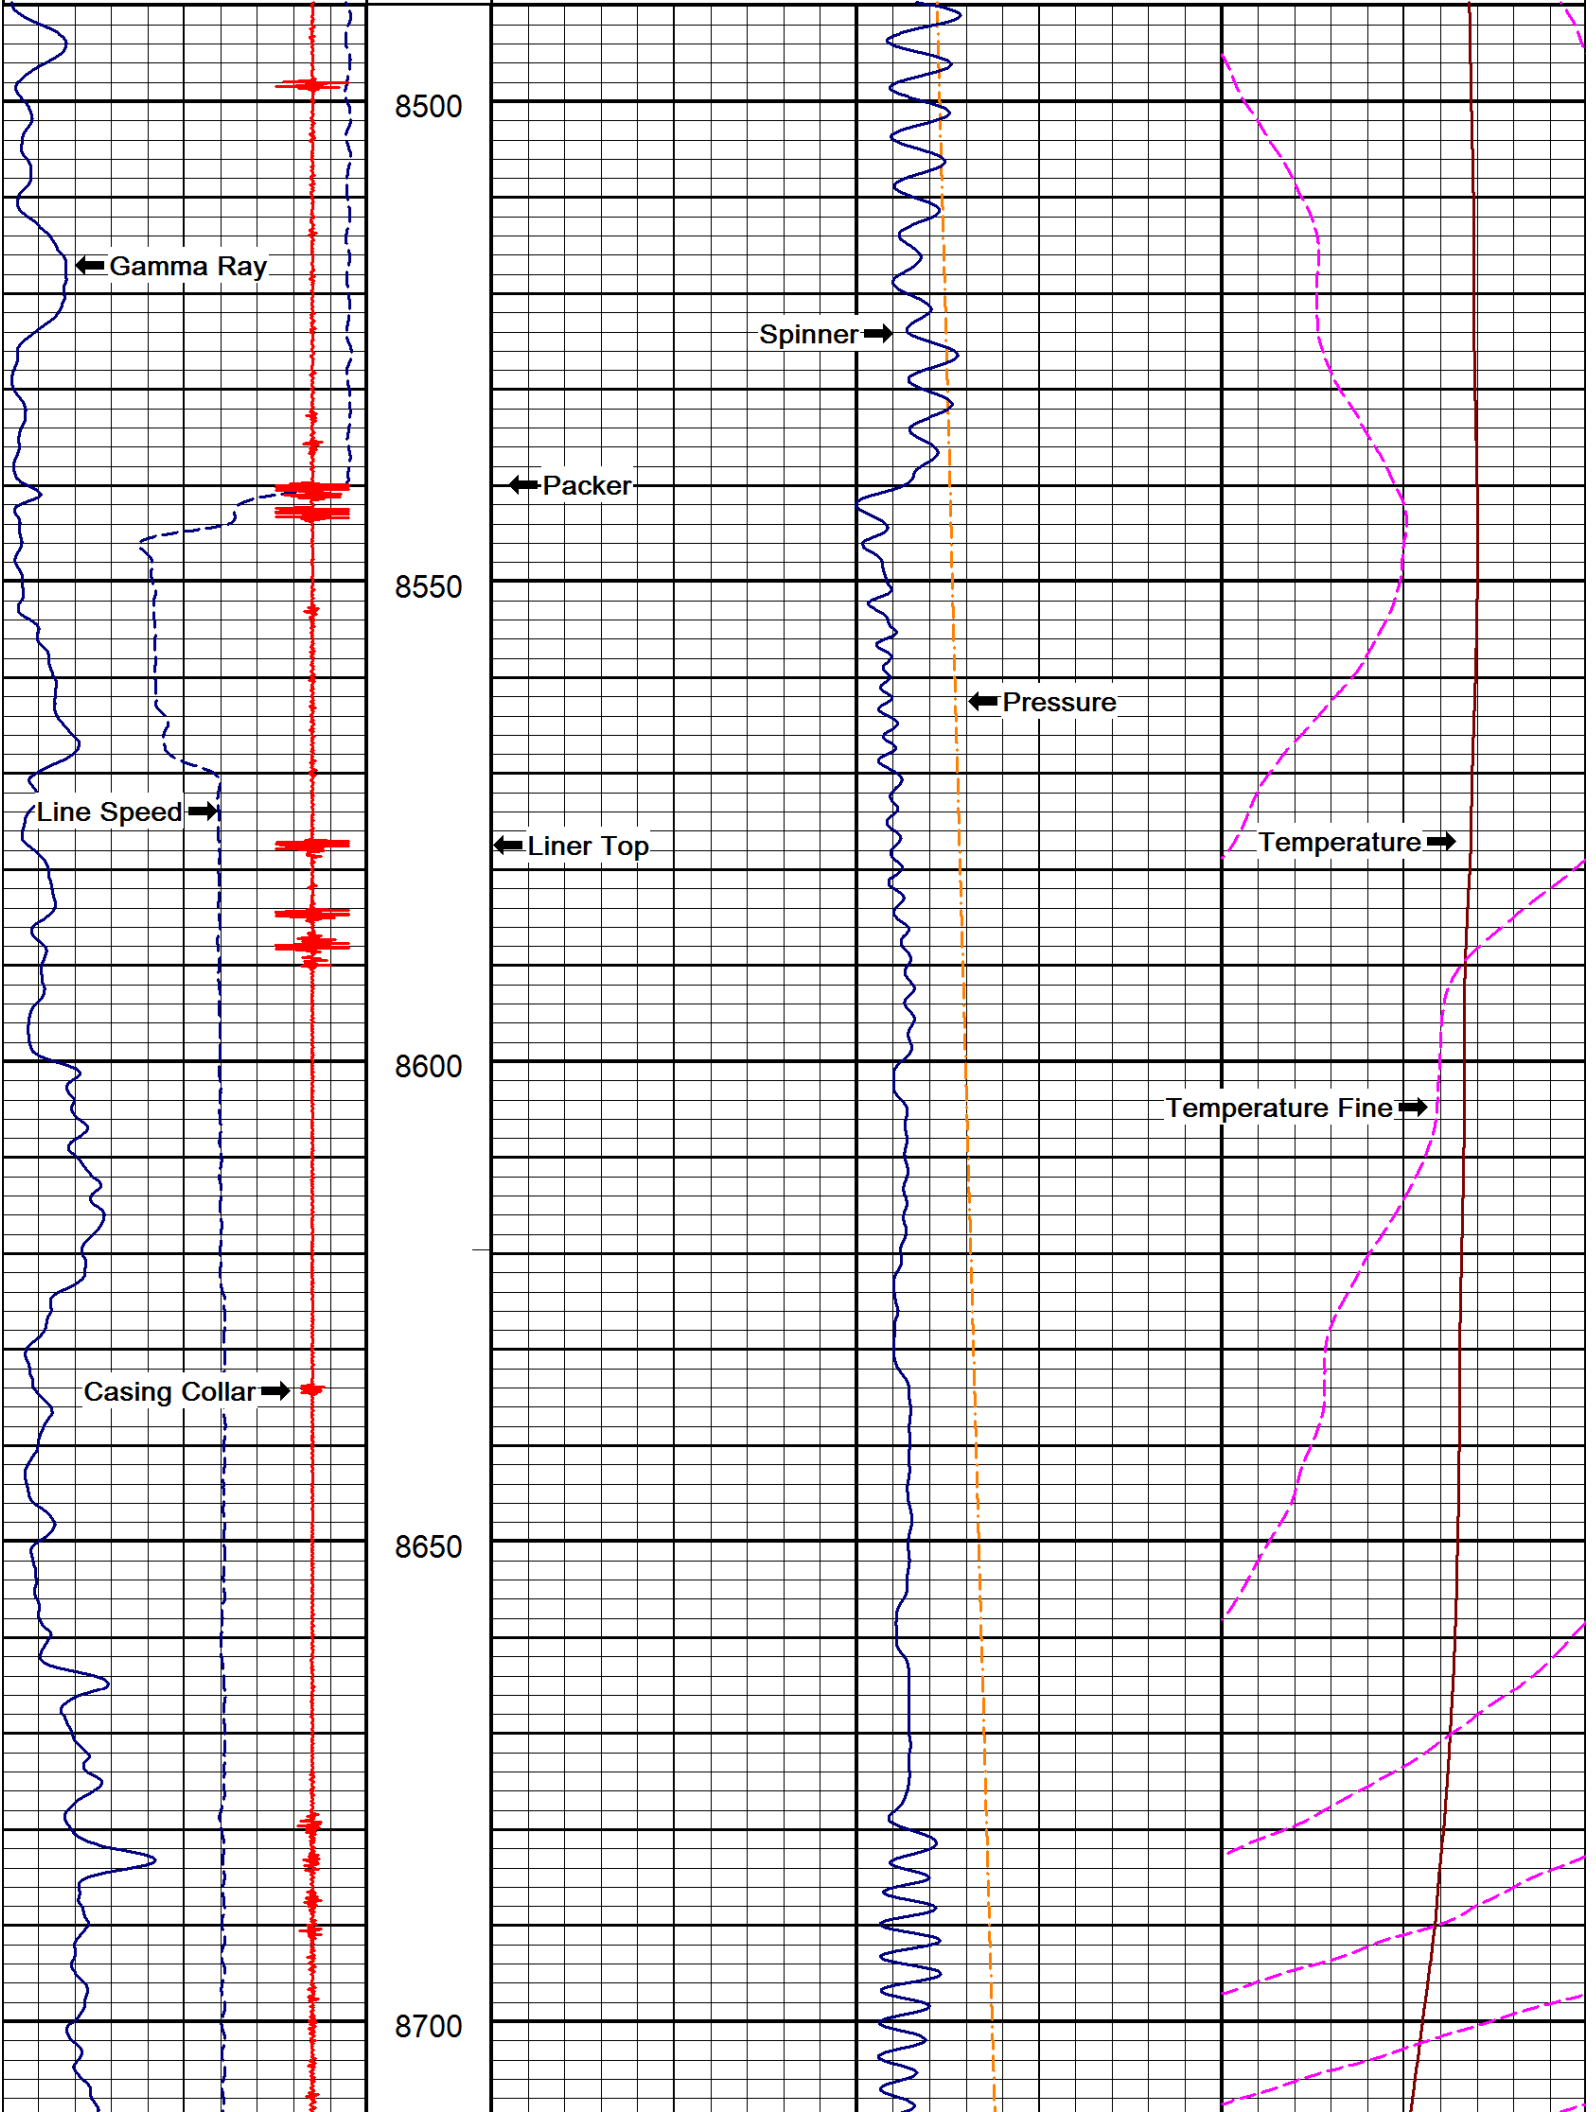 8500
Gamma Ray
Spinner
Packer
8550
Pressure
Line Speed
Liner Top
Temperature
8600
Temperature Fine
Casing Collar
8650
8700